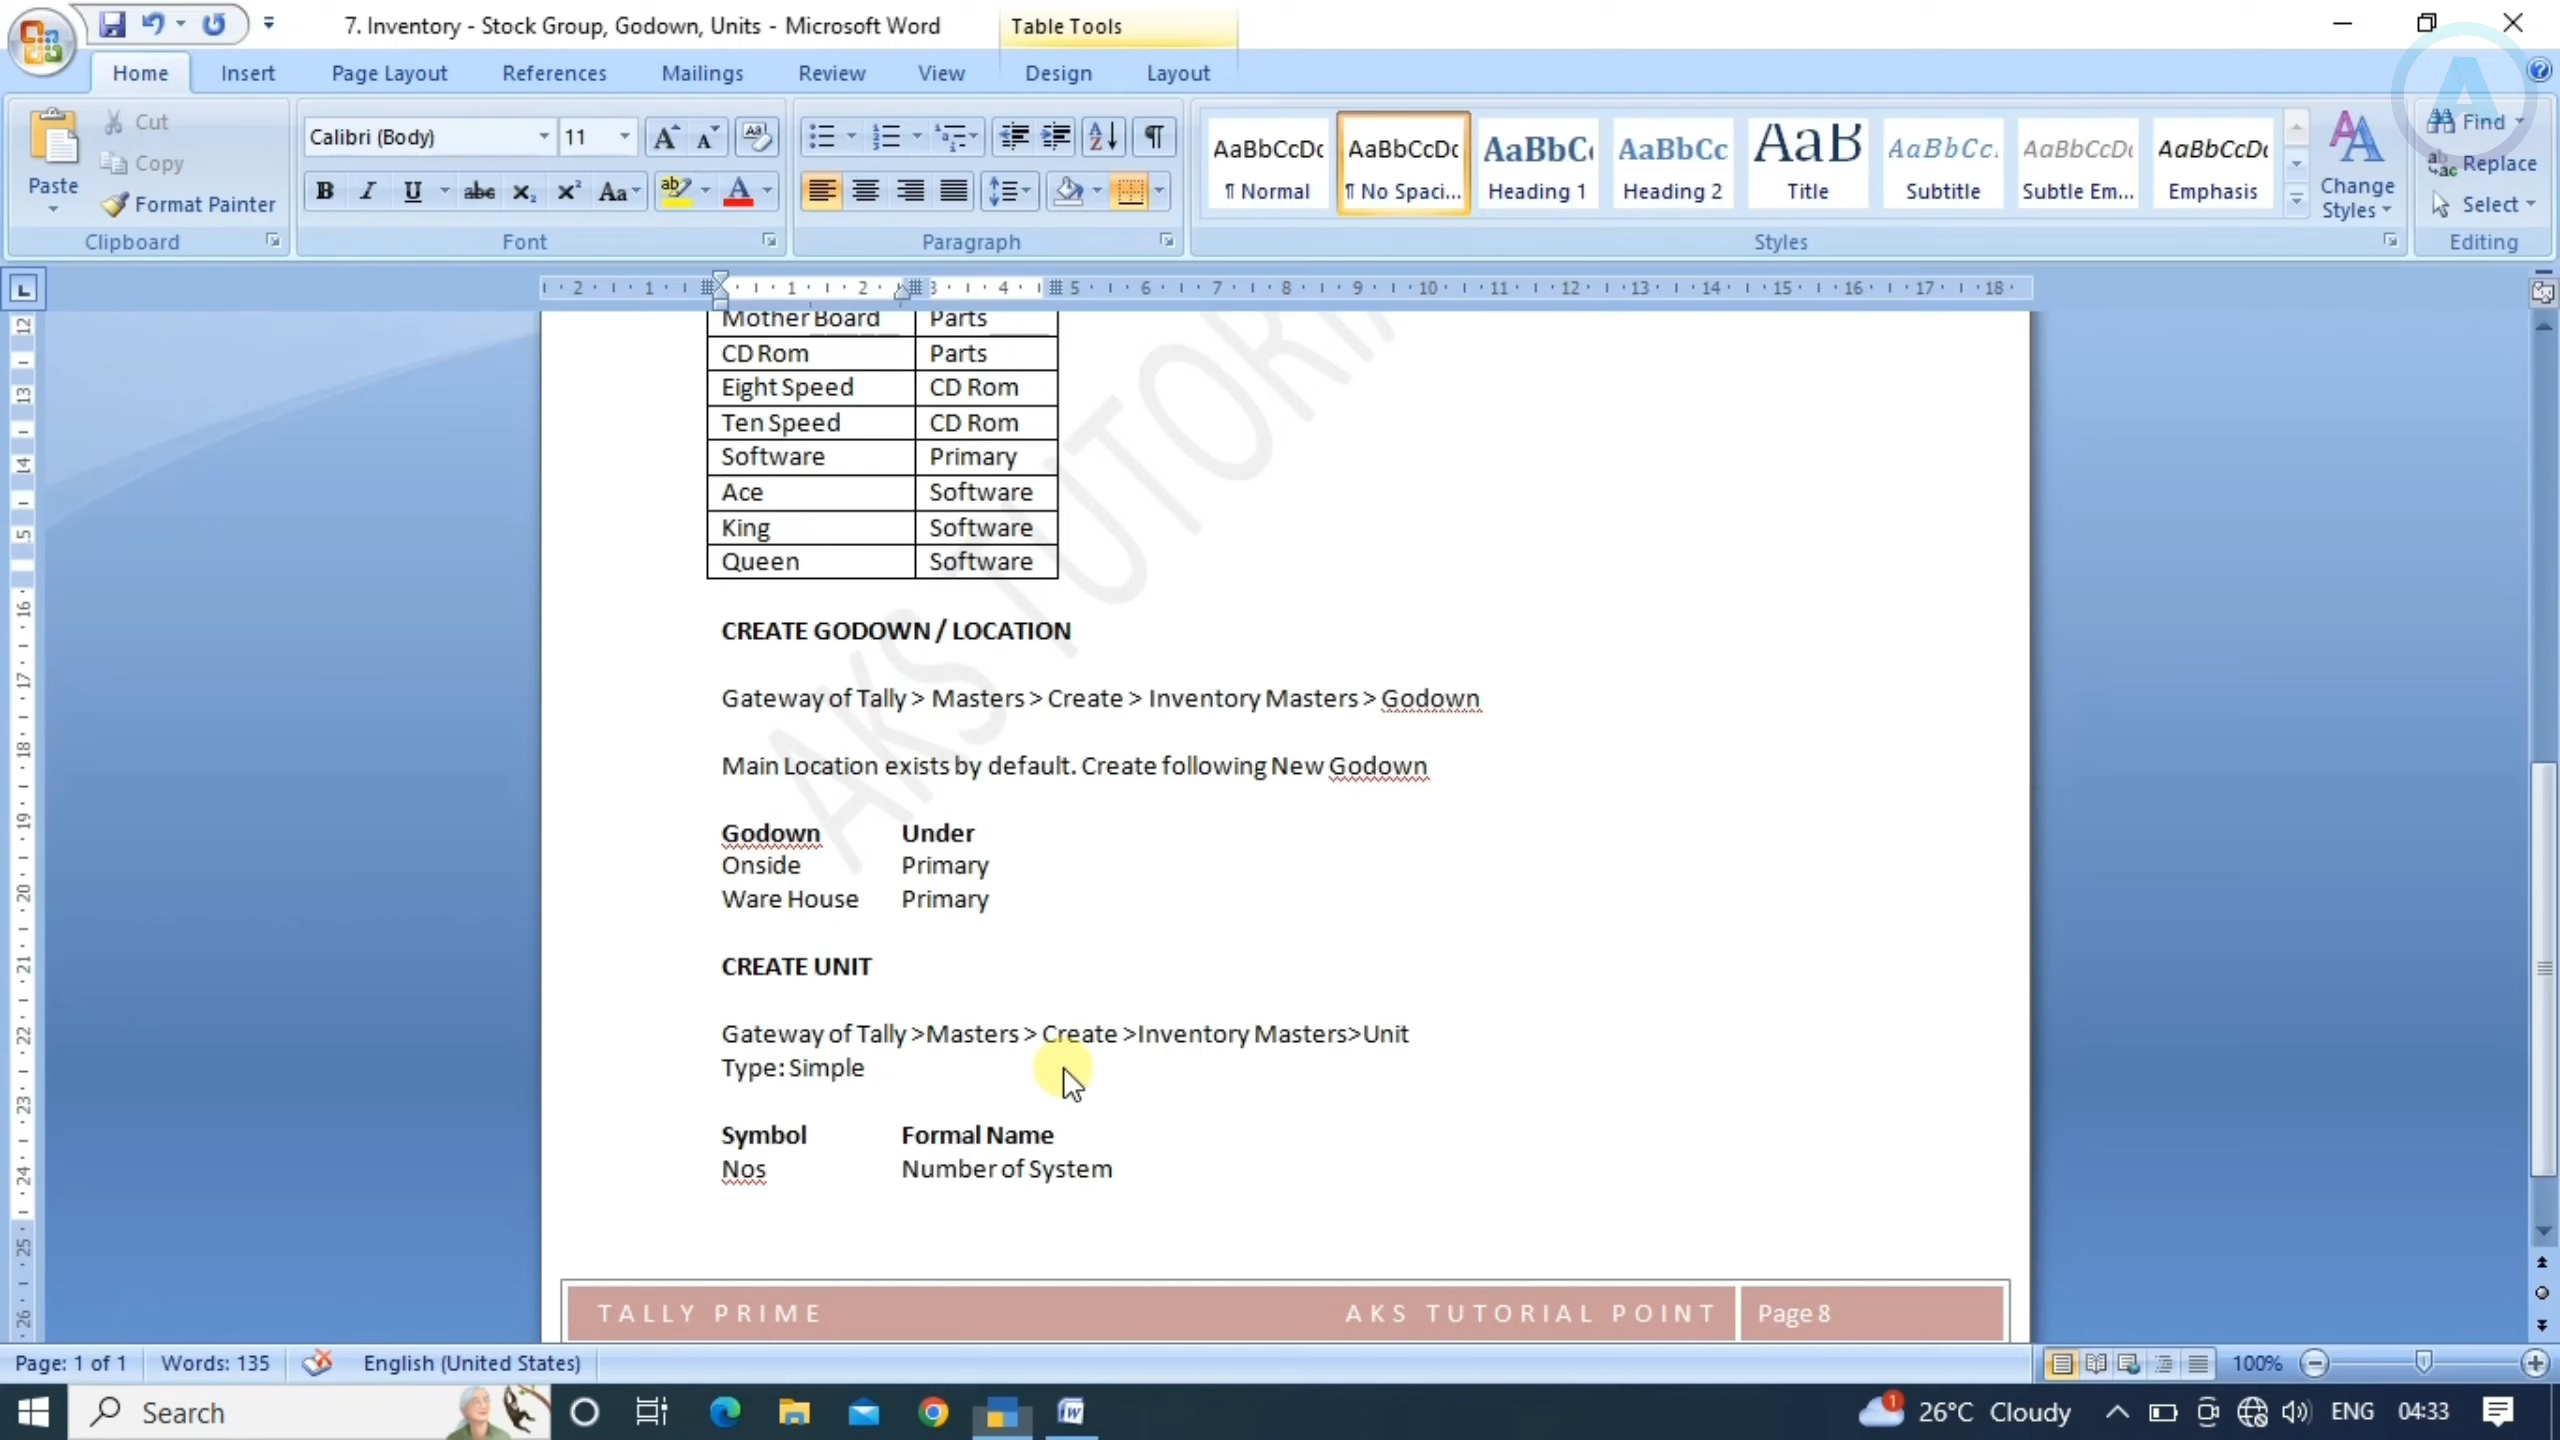 7. Inventory - Stock Group, Godown, Units - Microsoft Word
Table Tools
Home Insert Page Layout References Mailings Review View Design Layout
Paste
Cut
Copy
Format Painter
Clipboard
Calibri (Body) 11
Font
Paragraph
AaBbCcDc AaBbCcDc AaBbC AaBbCc AaB AaBbCc. AaBbCcDc AaBbCcDc
¶ Normal ¶ No Spaci... Heading 1 Heading 2 Title Subtitle Subtle Em... Emphasis
Change Styles
Styles
Find
Replace
Select
Editing
Mother Board Parts
CD Rom Parts
Eight Speed CD Rom
Ten Speed CD Rom
Software Primary
Ace Software
King Software
Queen Software
CREATE GODOWN / LOCATION
Gateway of Tally > Masters > Create > Inventory Masters > Godown
Main Location exists by default. Create following New Godown
Godown Under
Onside Primary
Ware House Primary
CREATE UNIT
Gateway of Tally >Masters > Create >Inventory Masters>Unit
Type: Simple
Symbol Formal Name
Nos Number of System
AKS TUTORIA
TALLY PRIME AKS TUTORIAL POINT Page 8
Page: 1 of 1 Words: 135 English (United States) 100%
Search 26°C Cloudy ENG 04:33